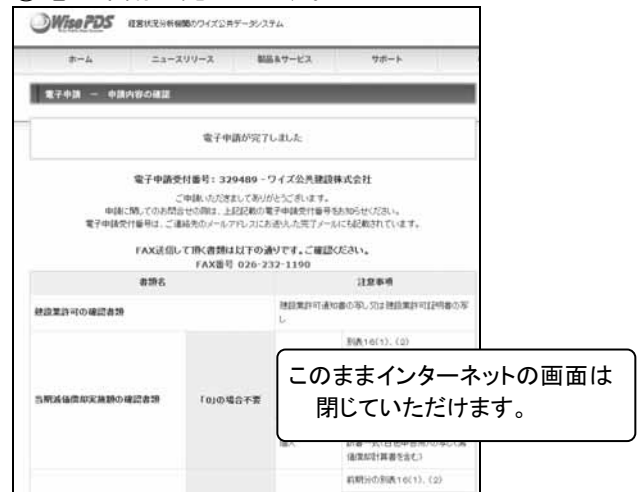 Wise PDS 経営状況分析機関のワイズ公共データシステム
ホーム ニュースリリース 製品&サービス サポート
電子申請 － 申請内容の確認
電子申請が完了しました
電子申請受付番号: 329489 - ワイズ公共建設株式会社
ご申請いただきましてありがとうございます。
申請に関してのお問合せの際は、上記記載の電子申請受付番号をお知らせください。
電子申請受付番号は、ご連絡先のメールアドレスにお送りした完了メールにも記載されています。
FAX送信して頂く書類は以下の通りです。ご確認ください。
FAX番号 026-232-1190
書類名 注意事項
建設業許可の確認書類 建設業許可通知書の写し又は建設業許可証明書の写
し
別表16(1)、(2)
当期減価償却実施額の確認書類 「0」の場合不要
価償却計算書を含む)
前期分の別表16(1)、(2)
このままインターネットの画面は
閉じていただけます。